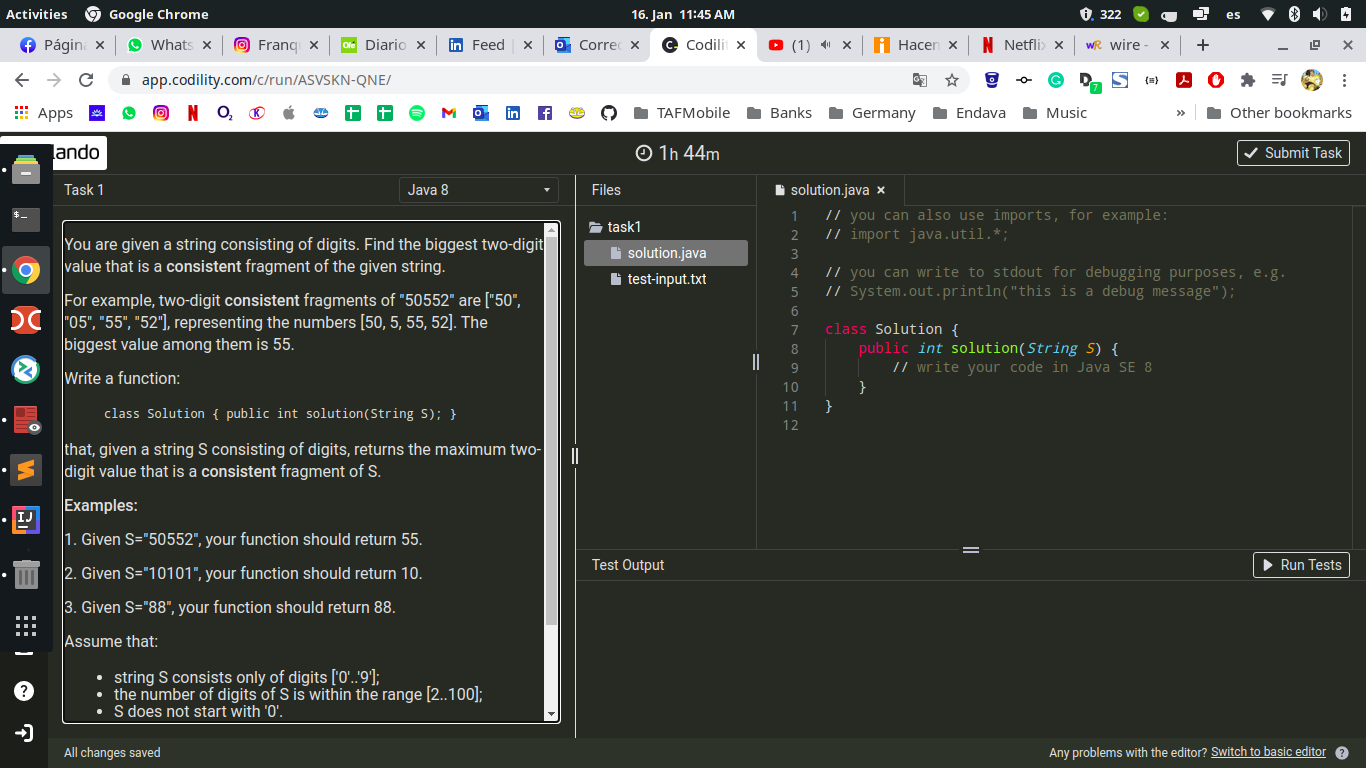 Activities Google Chrome 16. Jan 11:45 AM 322 es
Págin Whats Franq Diario Feed | Correc Codilit (1) Hacen Netflix wire -
app.codility.com/c/run/ASVSKN-QNE/
Apps TAFMobile Banks Germany Endava Music » Other bookmarks
lando 1h 44m Submit Task
Task 1 Java 8 Files solution.java ×
You are given a string consisting of digits. Find the biggest two-digit
value that is a consistent fragment of the given string.
For example, two-digit consistent fragments of "50552" are ["50",
"05", "55", "52"], representing the numbers [50, 5, 55, 52]. The
biggest value among them is 55.
Write a function:
class Solution { public int solution(String S); }
that, given a string S consisting of digits, returns the maximum two-
digit value that is a consistent fragment of S.
Examples:
1. Given S="50552", your function should return 55.
2. Given S="10101", your function should return 10.
3. Given S="88", your function should return 88.
Assume that:
• string S consists only of digits ['0'..'9'];
• the number of digits of S is within the range [2..100];
• S does not start with '0'.
task1
solution.java
test-input.txt
1 // you can also use imports, for example:
2 // import java.util.*;
3
4 // you can write to stdout for debugging purposes, e.g.
5 // System.out.println("this is a debug message");
6
7 class Solution {
8 public int solution(String S) {
9 // write your code in Java SE 8
10 }
11 }
12
Test Output Run Tests
All changes saved Any problems with the editor? Switch to basic editor ?